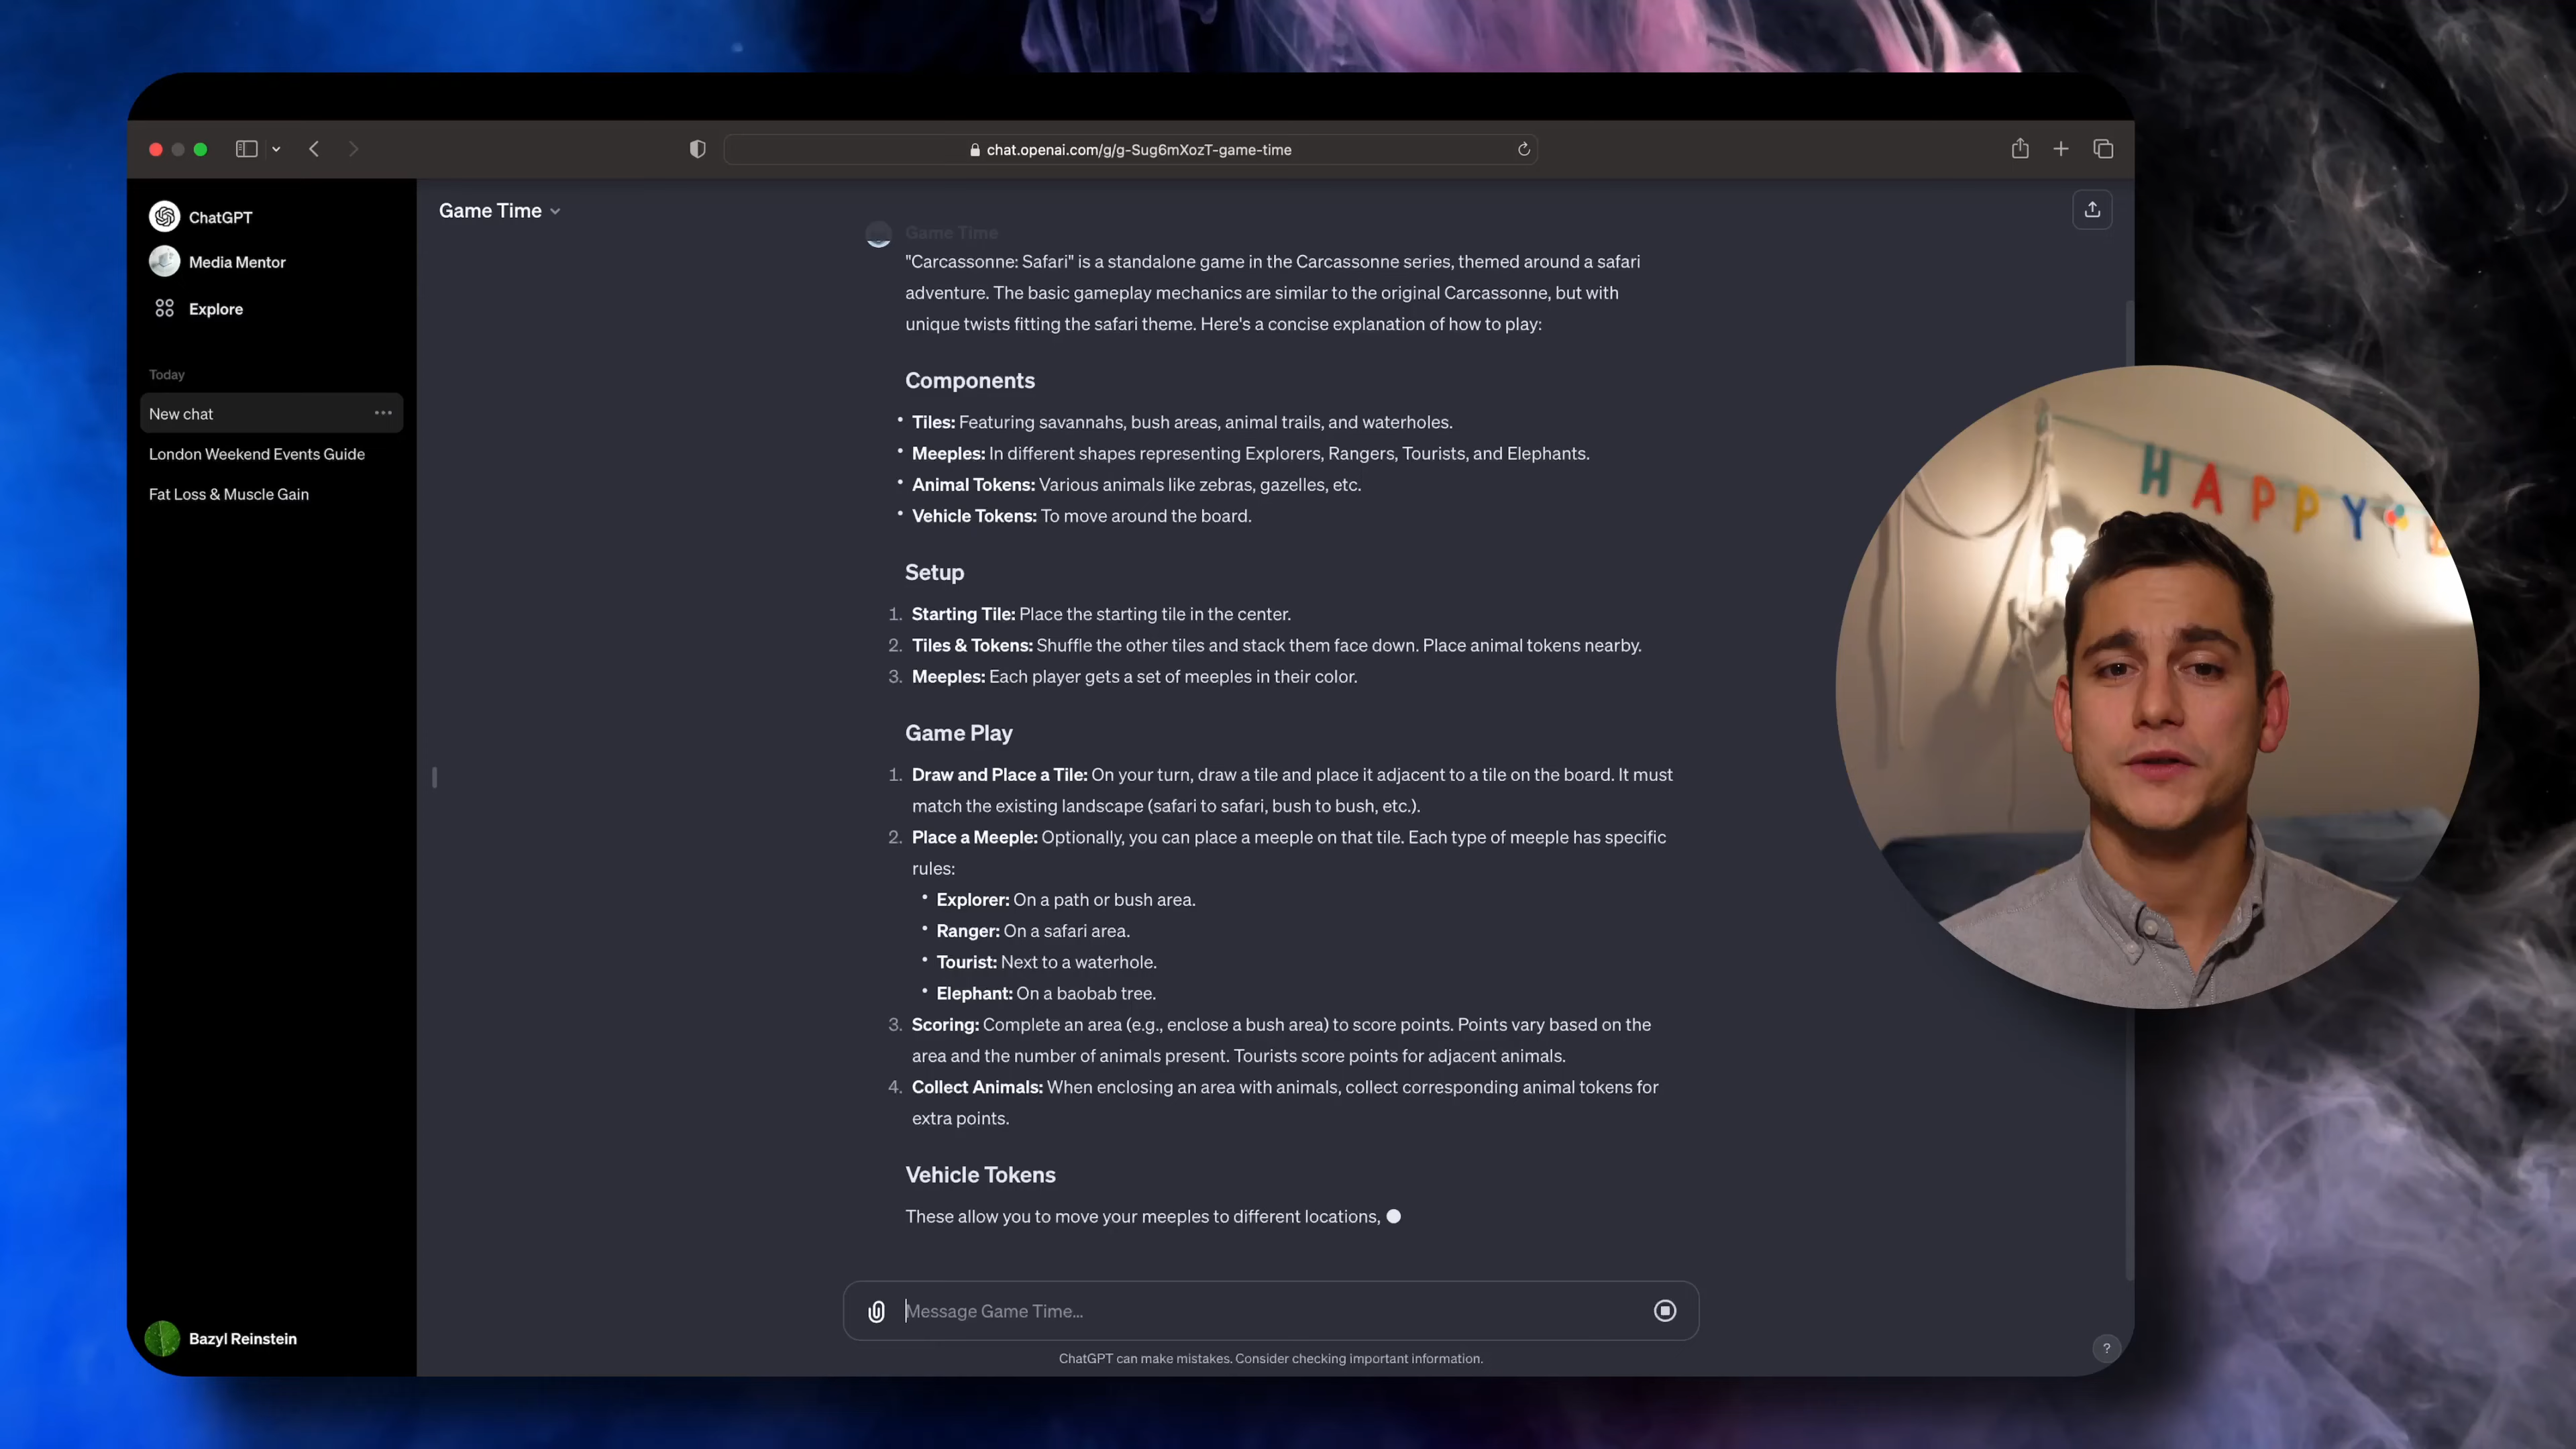 chat.openai.com/g/g-Sug6mXozT-game-time
ChatGPT
Media Mentor
Explore
Today
New chat
London Weekend Events Guide
Fat Loss & Muscle Gain
Bazyl Reinstein
Game Time
Game Time
"Carcassonne: Safari" is a standalone game in the Carcassonne series, themed around a safari
adventure. The basic gameplay mechanics are similar to the original Carcassonne, but with
unique twists fitting the safari theme. Here's a concise explanation of how to play:
Components
• Tiles: Featuring savannahs, bush areas, animal trails, and waterholes.
• Meeples: In different shapes representing Explorers, Rangers, Tourists, and Elephants.
• Animal Tokens: Various animals like zebras, gazelles, etc.
• Vehicle Tokens: To move around the board.
Setup
1. Starting Tile: Place the starting tile in the center.
2. Tiles & Tokens: Shuffle the other tiles and stack them face down. Place animal tokens nearby.
3. Meeples: Each player gets a set of meeples in their color.
Game Play
1. Draw and Place a Tile: On your turn, draw a tile and place it adjacent to a tile on the board. It must
match the existing landscape (safari to safari, bush to bush, etc.).
2. Place a Meeple: Optionally, you can place a meeple on that tile. Each type of meeple has specific
rules:
• Explorer: On a path or bush area.
• Ranger: On a safari area.
• Tourist: Next to a waterhole.
• Elephant: On a baobab tree.
3. Scoring: Complete an area (e.g., enclose a bush area) to score points. Points vary based on the
area and the number of animals present. Tourists score points for adjacent animals.
4. Collect Animals: When enclosing an area with animals, collect corresponding animal tokens for
extra points.
Vehicle Tokens
These allow you to move your meeples to different locations,
Message Game Time...
ChatGPT can make mistakes. Consider checking important information.
?
HAPPY